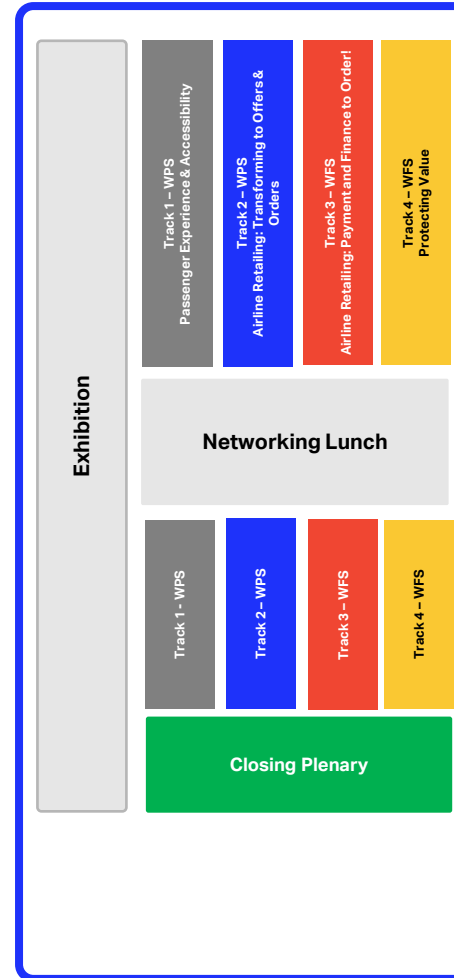 Exhibition
Track 1 – WPS
Passenger Experience & Accessibility
Track 2 – WPS
Airline Retailing: Transforming to Offers &
Orders
Track 3 – WFS
Airline Retailing: Payment and Finance to Order!
Track 4 – WFS
Protecting Value
Networking Lunch
Track 1 - WPS
Track 2 – WPS
Track 3 – WFS
Track 4 – WFS
Closing Plenary